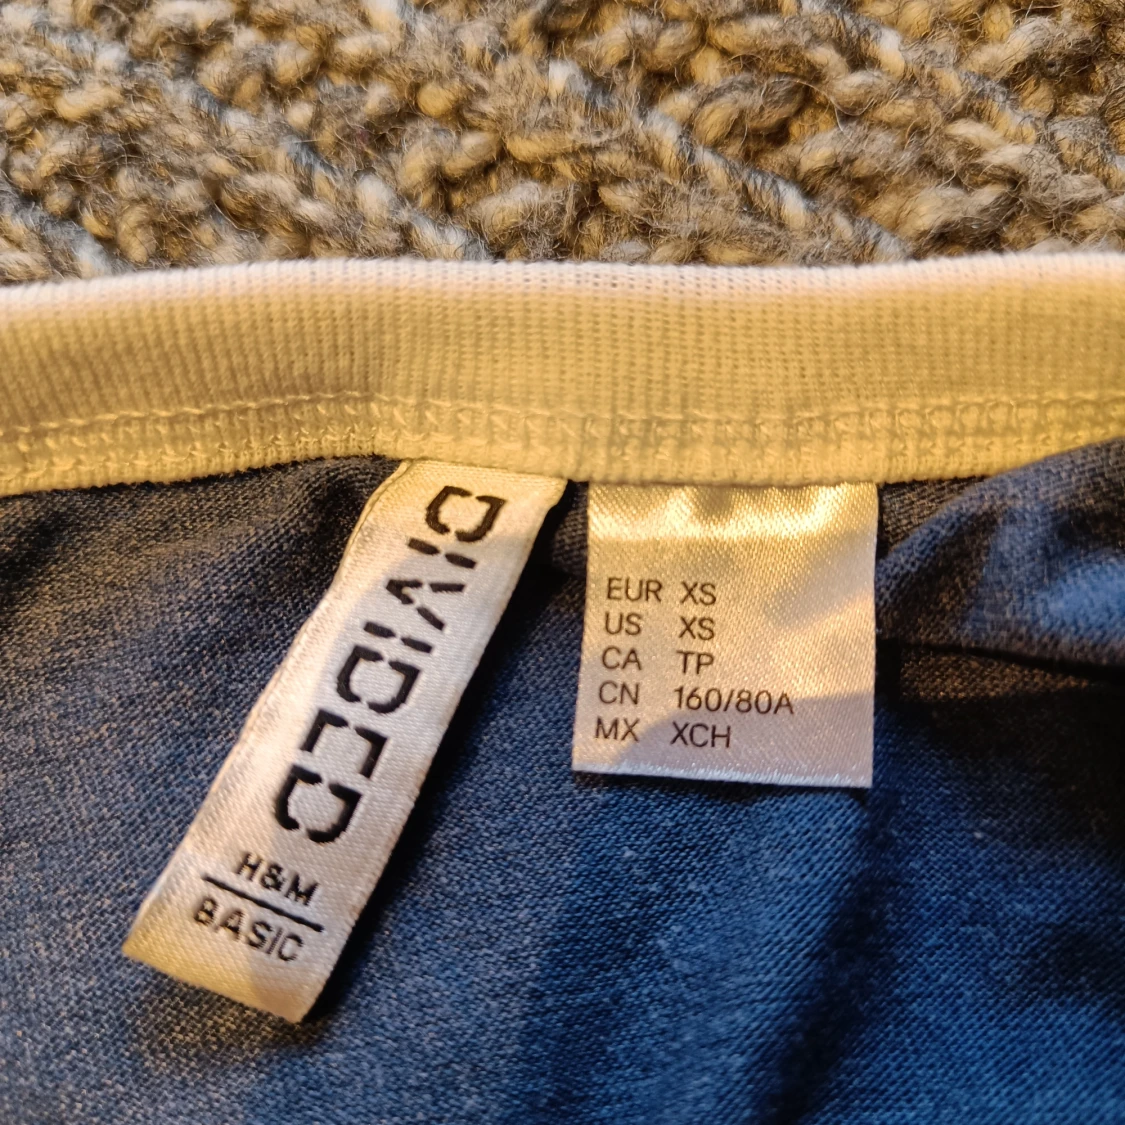 DIVIDED
H&M
BASIC
EUR XS
US XS
CA TP
CN 160/80A
MX XCH